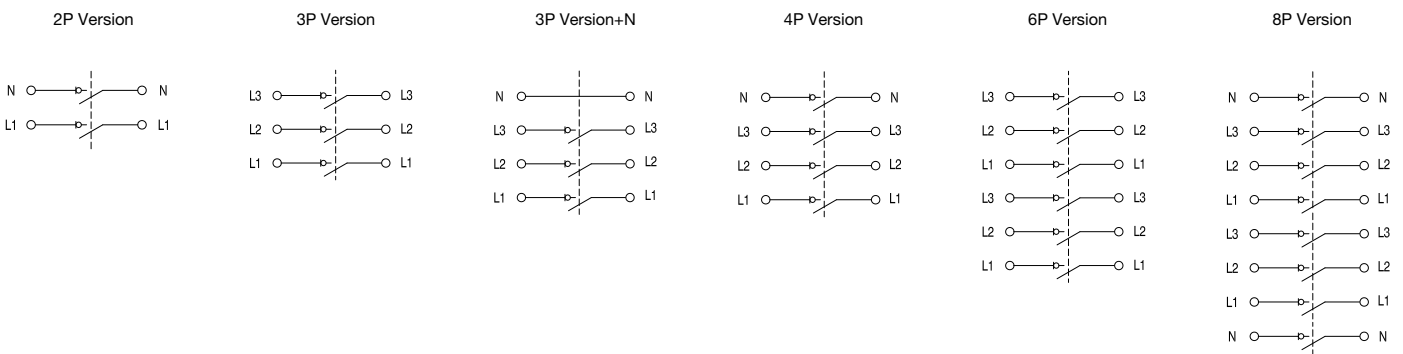 2P Version
N N
L1 L1
3P Version
L3 L3
L2 L2
L1 L1
3P Version+N
N N
L3 L3
L2 L2
L1 L1
4P Version
N N
L3 L3
L2 L2
L1 L1
6P Version
L3 L3
L2 L2
L1 L1
L3 L3
L2 L2
L1 L1
8P Version
N N
L3 L3
L2 L2
L1 L1
L3 L3
L2 L2
L1 L1
N N